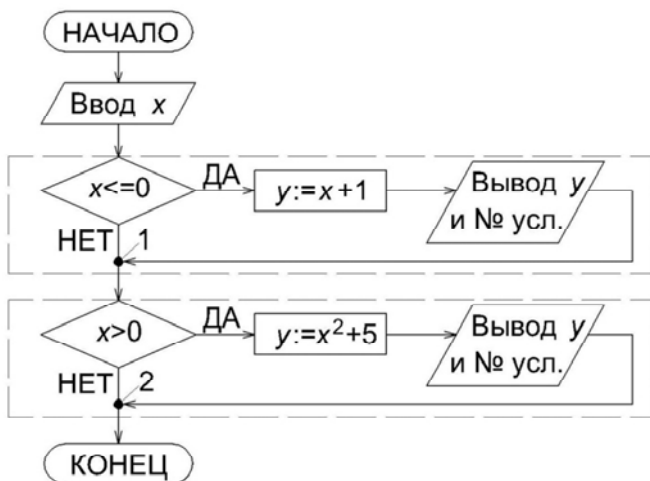 НАЧАЛО
Ввод x
x<=0
ДА
y:=x+1
Вывод y
и № усл.
НЕТ
1
x>0
ДА
y:=x²+5
Вывод y
и № усл.
НЕТ
2
КОНЕЦ